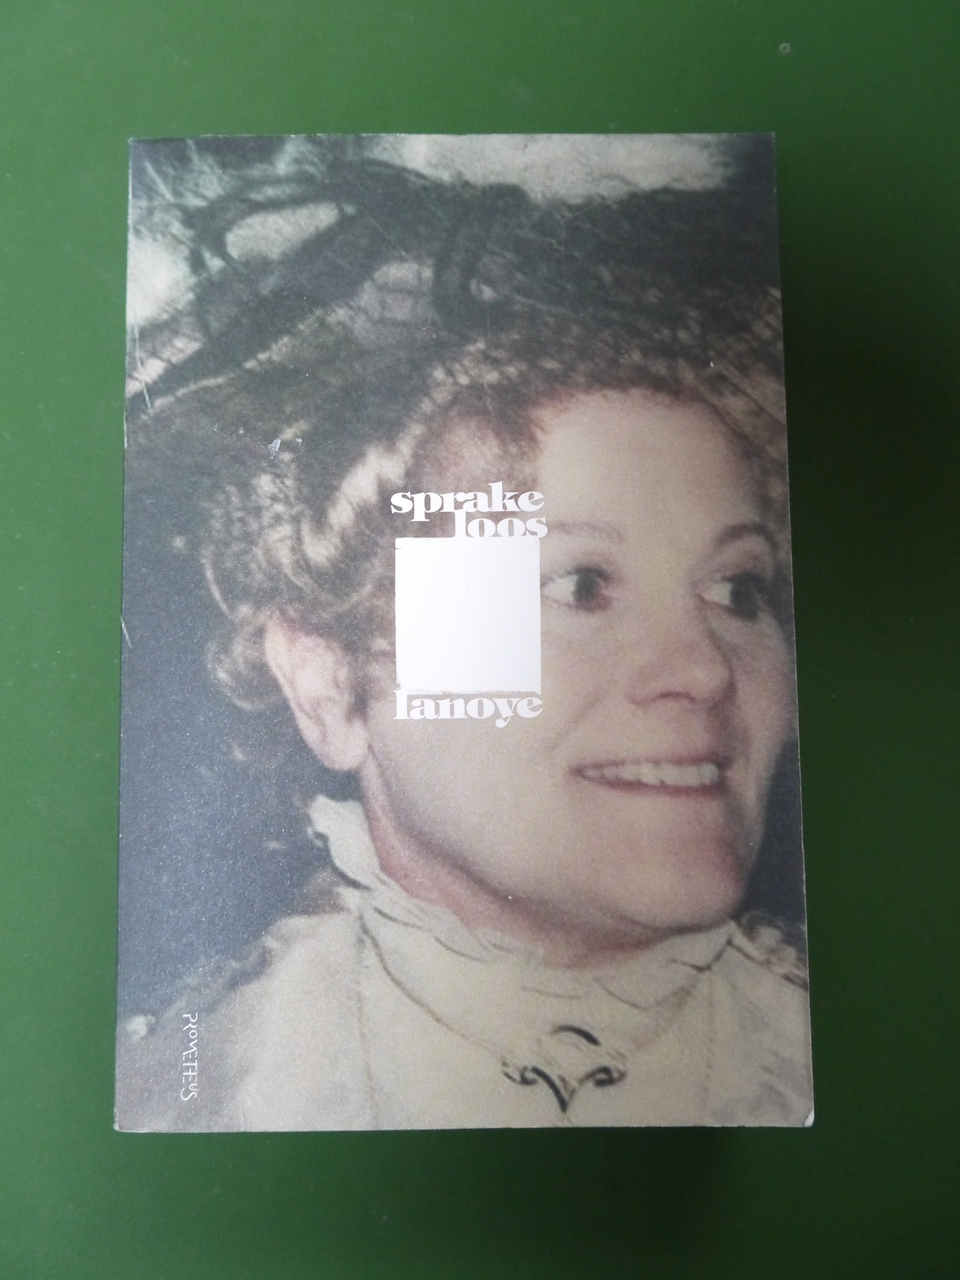 sprake
loos
lanoye
PROMETHEUS